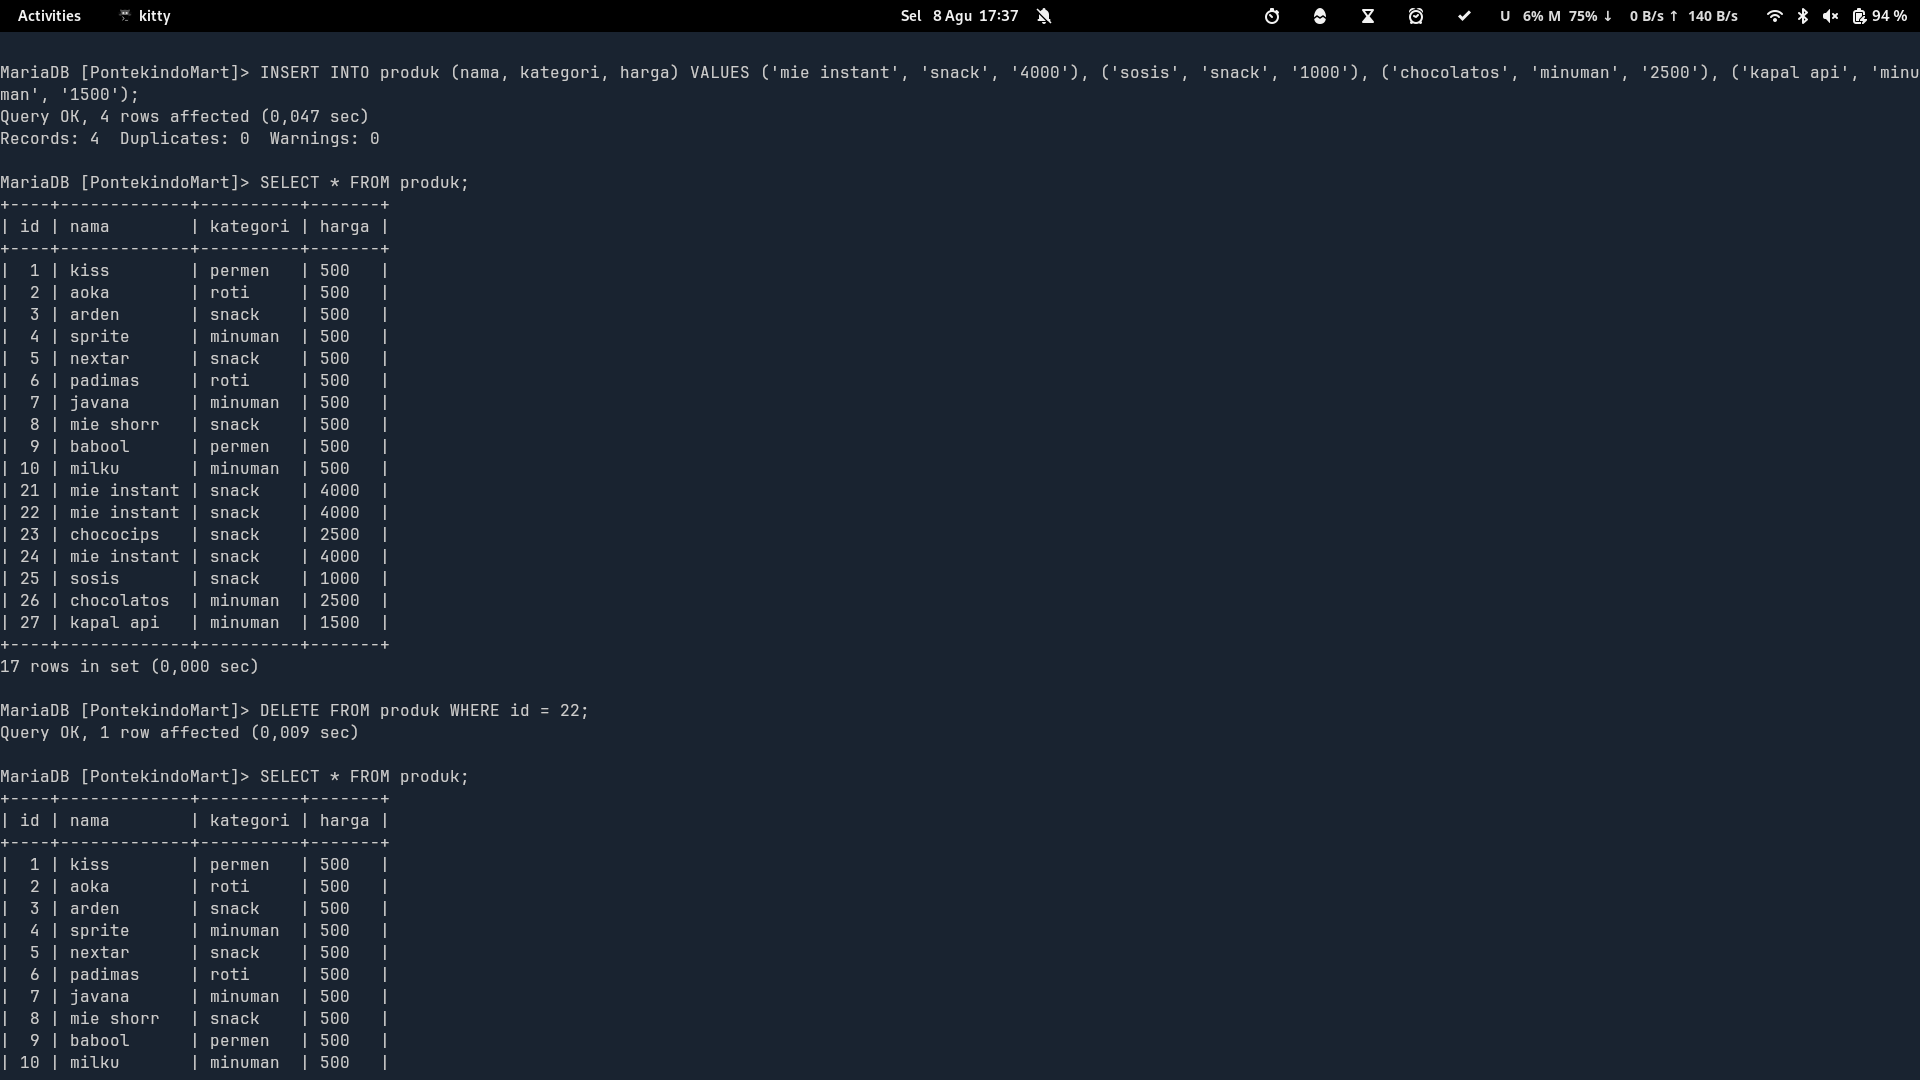 Activities kitty Sel 8 Agu 17:37 U 6% M 75% ↓ 0 B/s ↑ 140 B/s 94 %
MariaDB [PontekindoMart]> INSERT INTO produk (nama, kategori, harga) VALUES ('mie instant', 'snack', '4000'), ('sosis', 'snack', '1000'), ('chocolatos', 'minuman', '2500'), ('kapal api', 'minu
man', '1500');
Query OK, 4 rows affected (0,047 sec)
Records: 4  Duplicates: 0  Warnings: 0
MariaDB [PontekindoMart]> SELECT * FROM produk;
+----+-------------+----------+-------+
| id | nama        | kategori | harga |
+----+-------------+----------+-------+
|  1 | kiss        | permen   | 500   |
|  2 | aoka        | roti     | 500   |
|  3 | arden       | snack    | 500   |
|  4 | sprite      | minuman  | 500   |
|  5 | nextar      | snack    | 500   |
|  6 | padimas     | roti     | 500   |
|  7 | javana      | minuman  | 500   |
|  8 | mie shorr   | snack    | 500   |
|  9 | babool      | permen   | 500   |
| 10 | milku       | minuman  | 500   |
| 21 | mie instant | snack    | 4000  |
| 22 | mie instant | snack    | 4000  |
| 23 | chococips   | snack    | 2500  |
| 24 | mie instant | snack    | 4000  |
| 25 | sosis       | snack    | 1000  |
| 26 | chocolatos  | minuman  | 2500  |
| 27 | kapal api   | minuman  | 1500  |
+----+-------------+----------+-------+
17 rows in set (0,000 sec)
MariaDB [PontekindoMart]> DELETE FROM produk WHERE id = 22;
Query OK, 1 row affected (0,009 sec)
MariaDB [PontekindoMart]> SELECT * FROM produk;
+----+-------------+----------+-------+
| id | nama        | kategori | harga |
+----+-------------+----------+-------+
|  1 | kiss        | permen   | 500   |
|  2 | aoka        | roti     | 500   |
|  3 | arden       | snack    | 500   |
|  4 | sprite      | minuman  | 500   |
|  5 | nextar      | snack    | 500   |
|  6 | padimas     | roti     | 500   |
|  7 | javana      | minuman  | 500   |
|  8 | mie shorr   | snack    | 500   |
|  9 | babool      | permen   | 500   |
| 10 | milku       | minuman  | 500   |